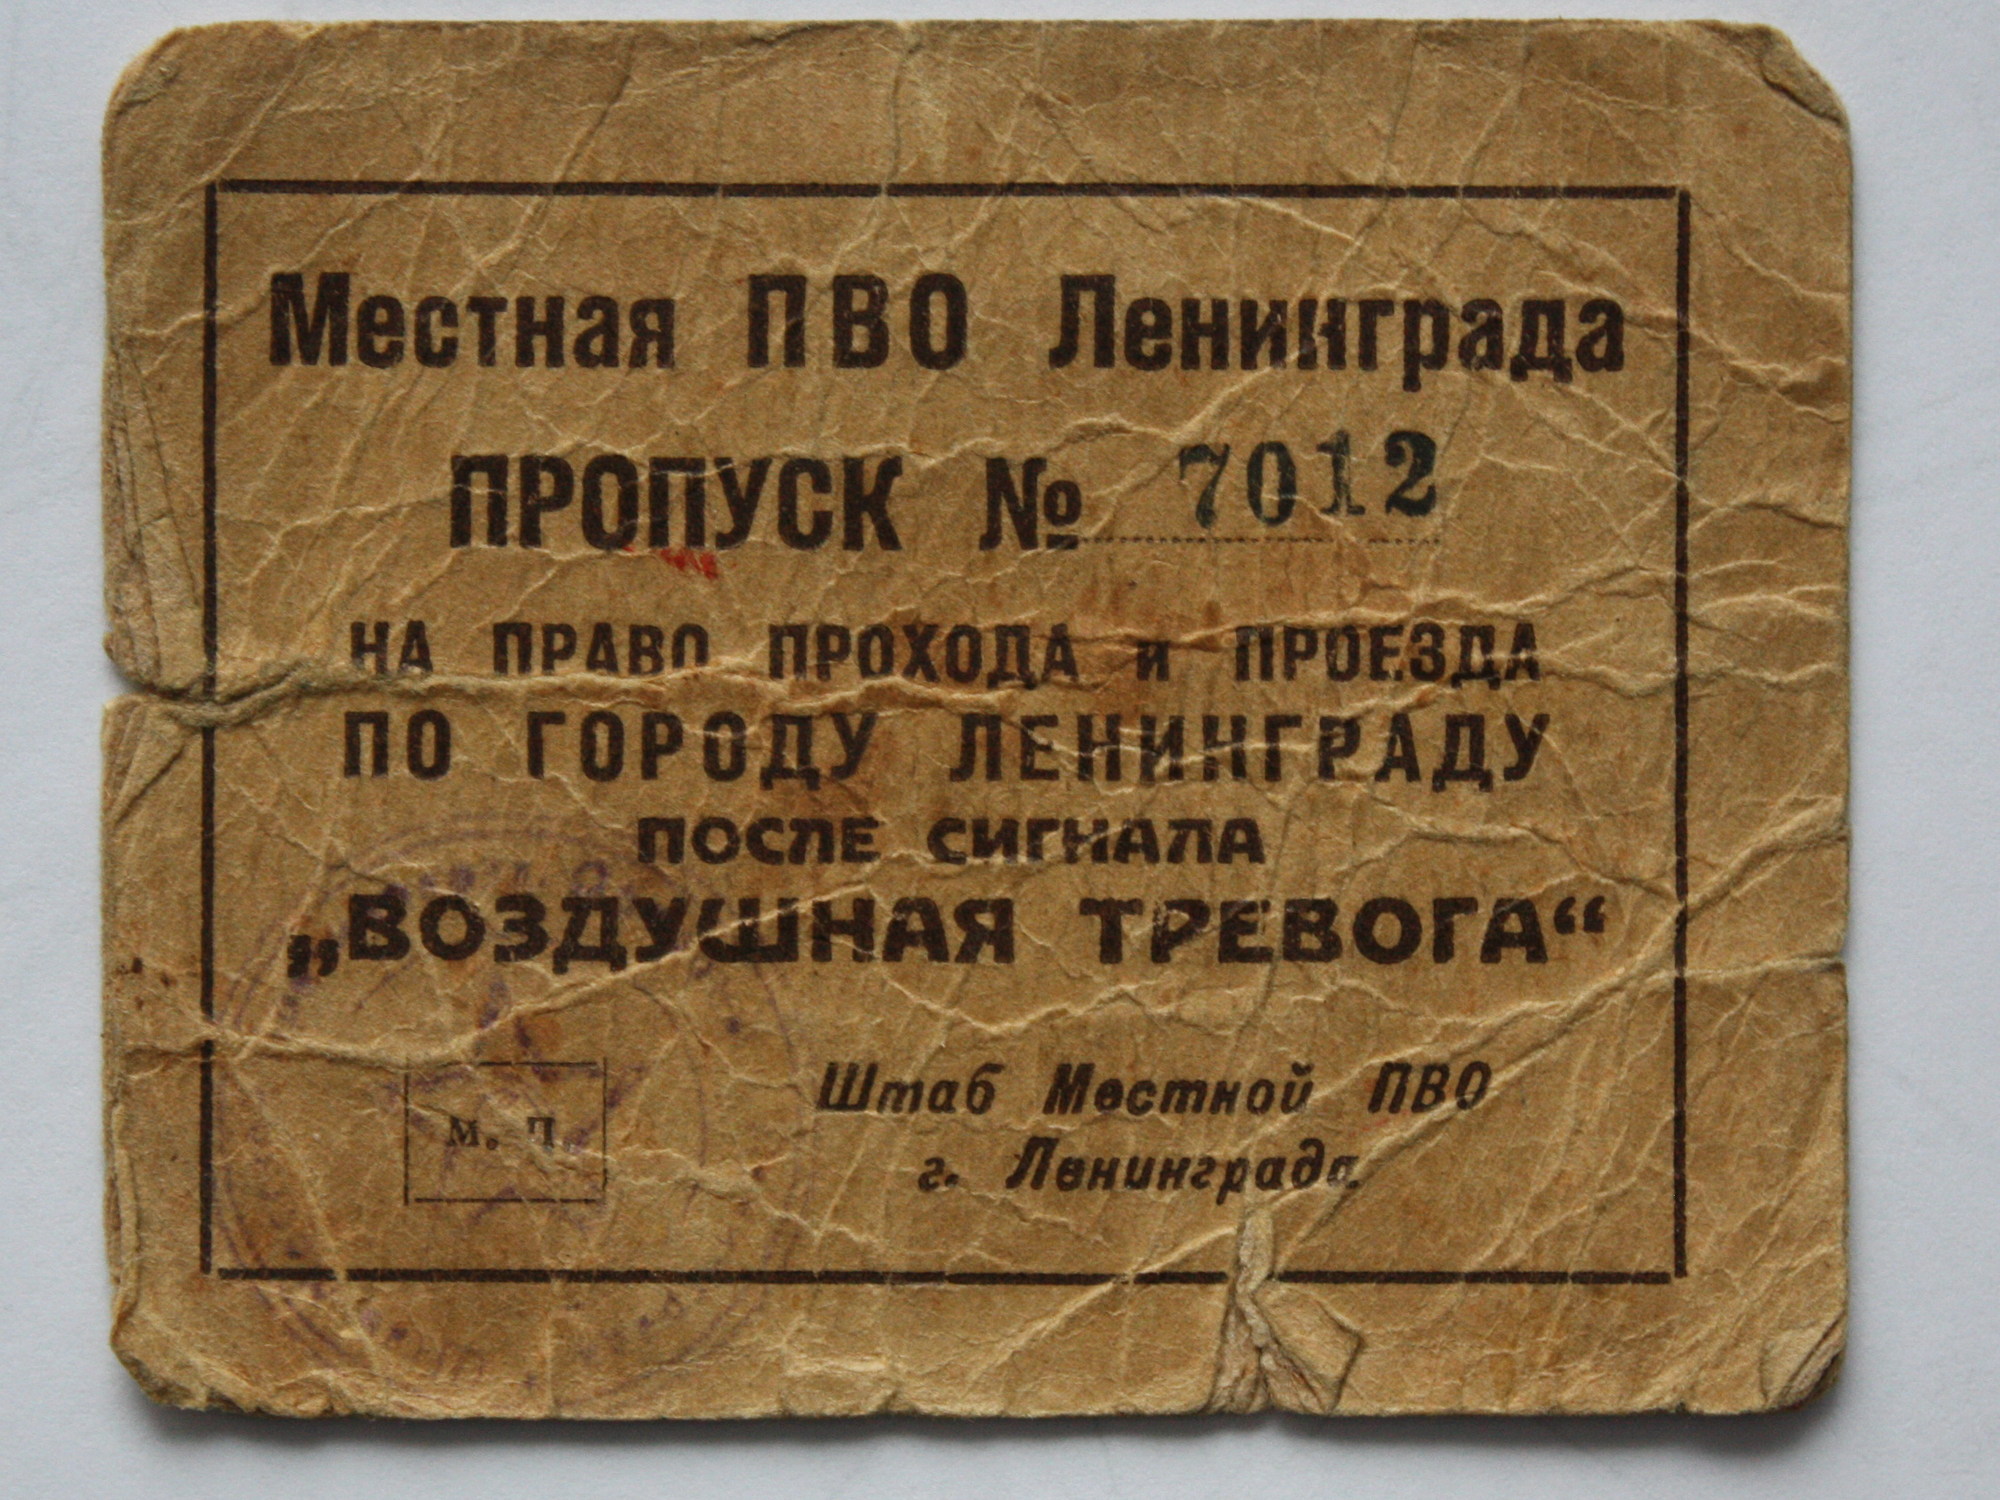 Местная ПВО Ленинграда
ПРОПУСК № 7012
НА ПРАВО ПРОХОДА и ПРОЕЗДА
ПО ГОРОДУ ЛЕНИНГРАДУ
ПОСЛЕ СИГНАЛА
„ВОЗДУШНАЯ ТРЕВОГА“
М. П.
Штаб Местной ПВО
г. Ленинграда